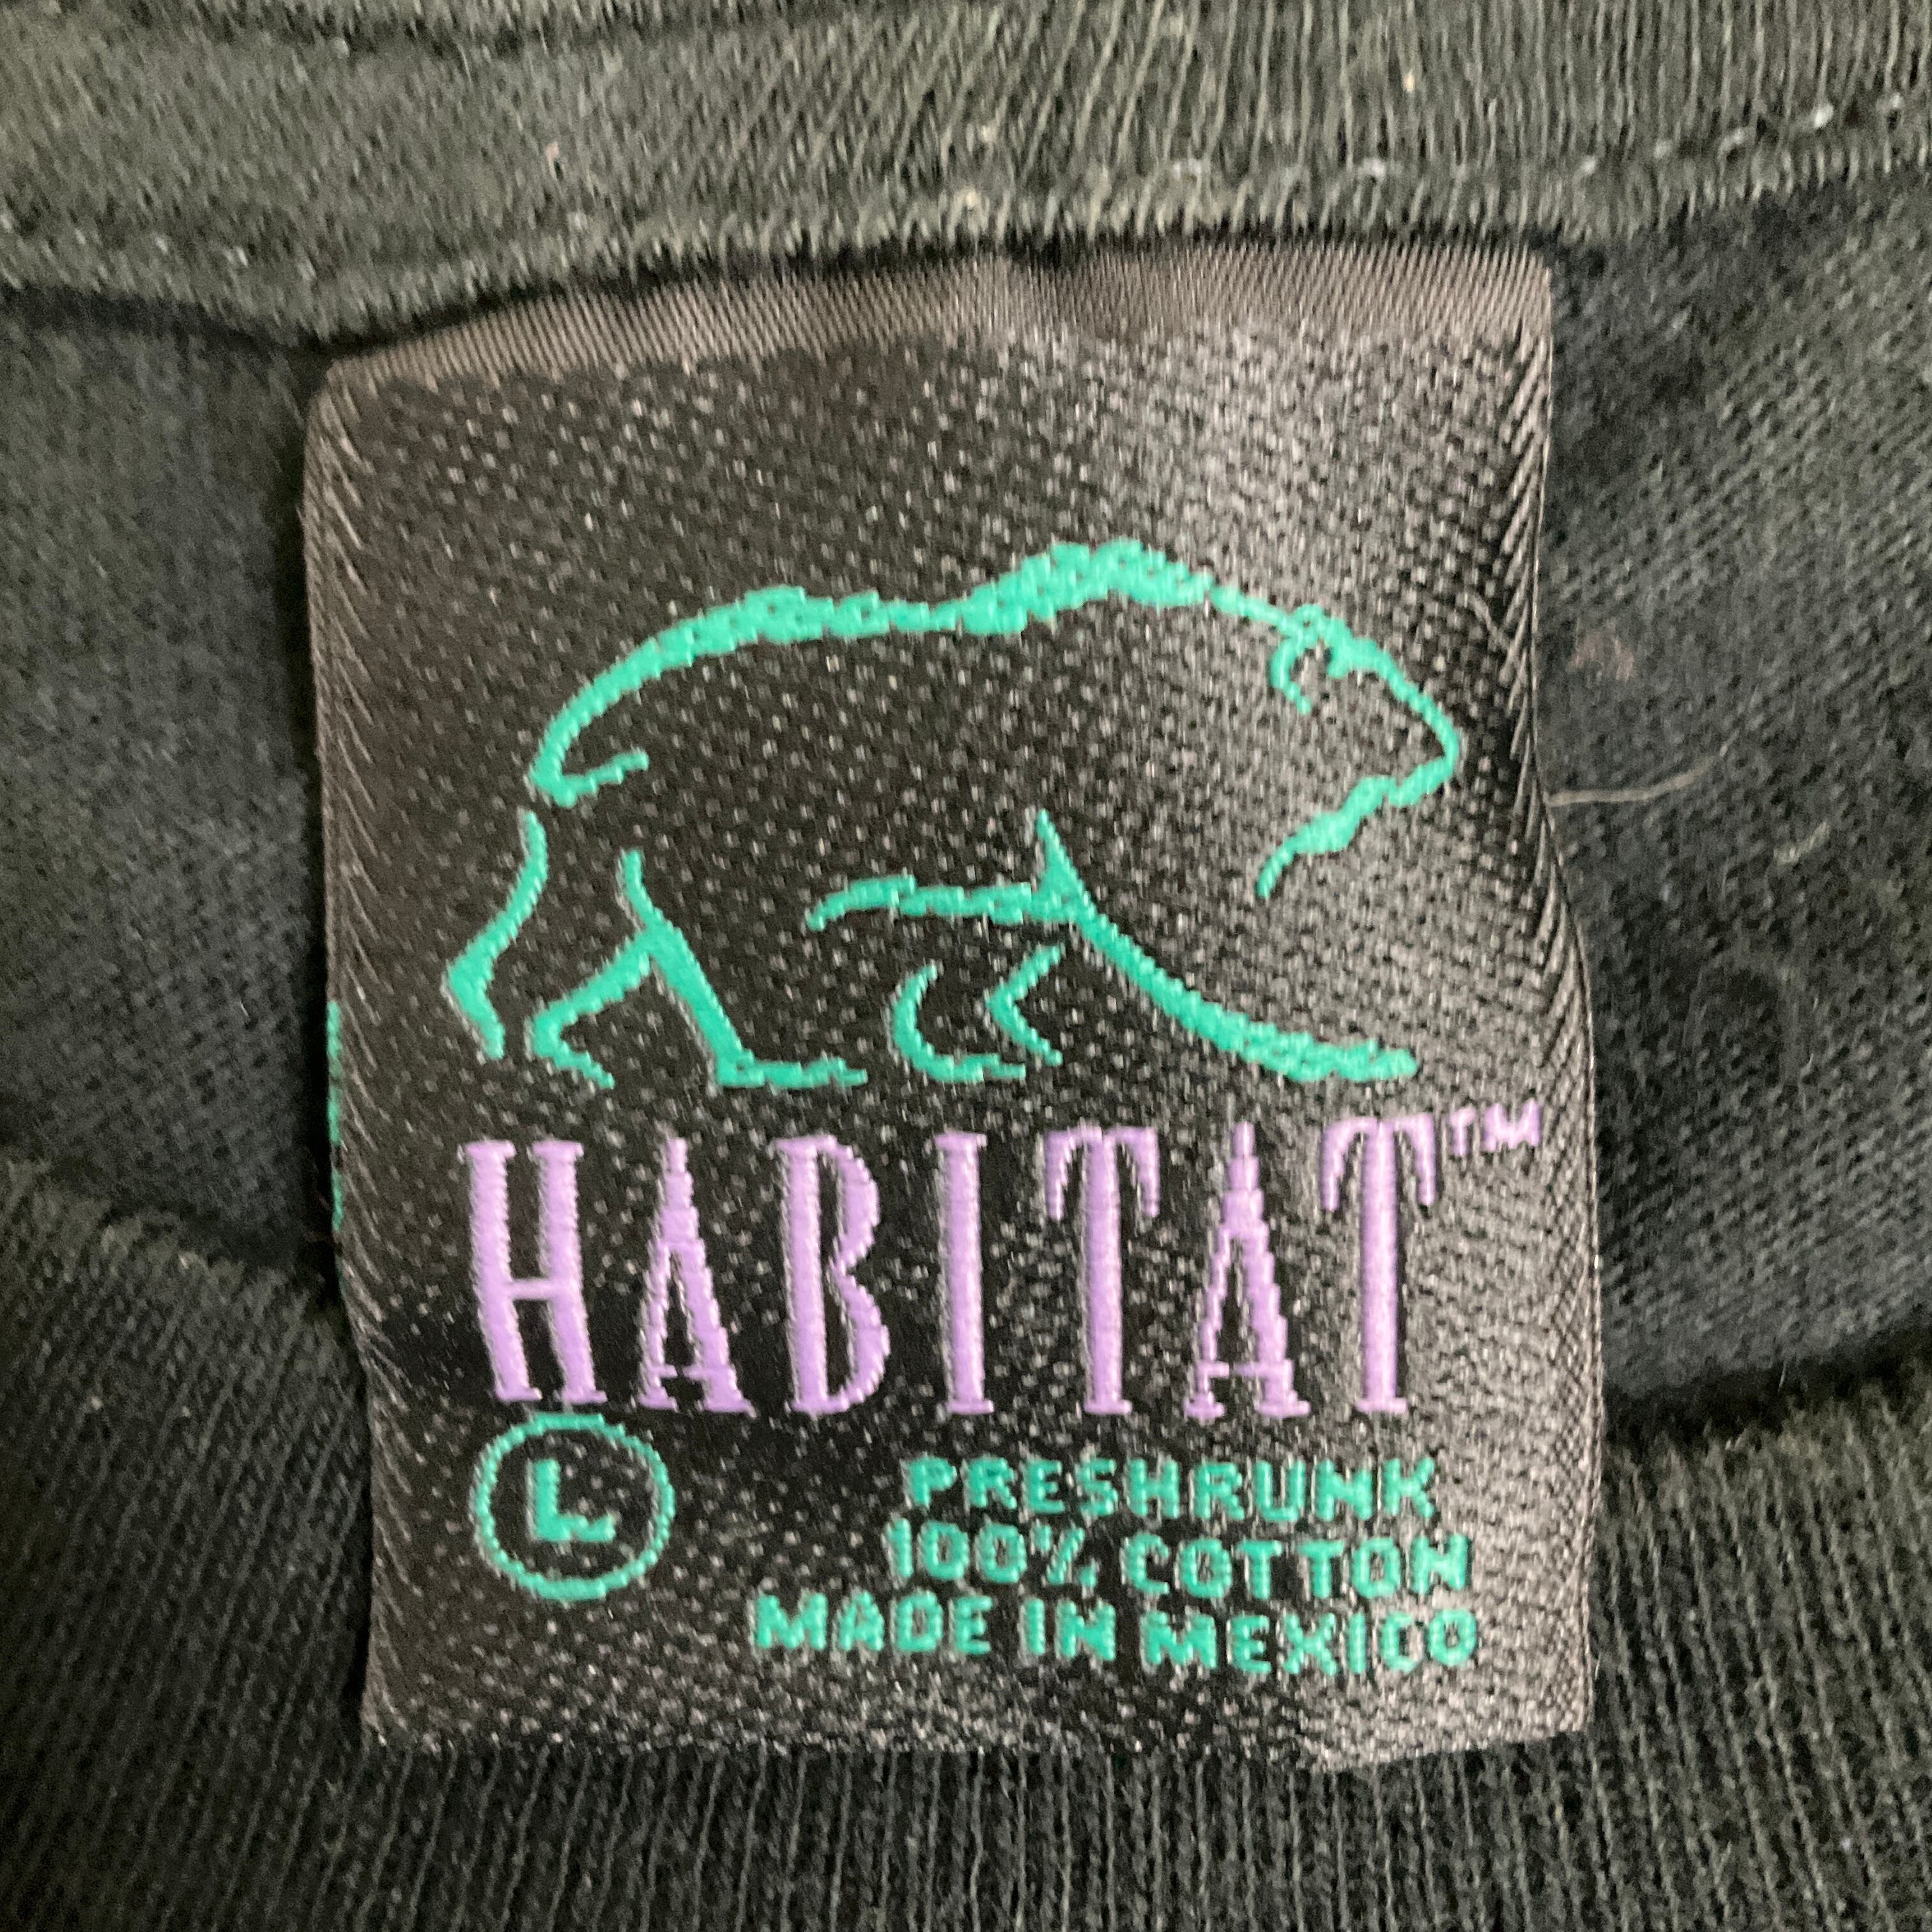 HABITAT™
L
PRESHRUNK
100% COTTON
MADE IN MEXICO